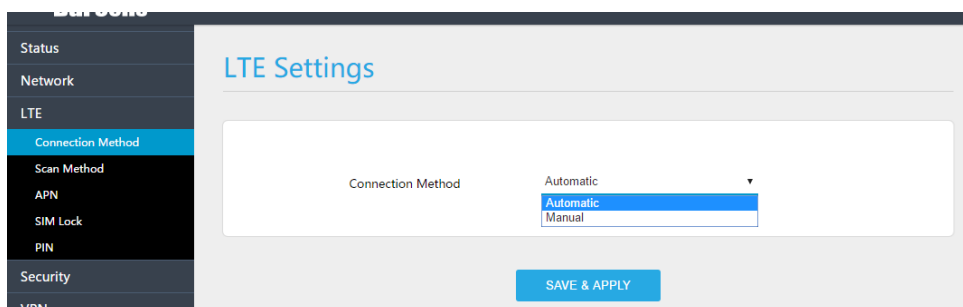 Status
Network
LTE
Connection Method
Scan Method
APN
SIM Lock
PIN
Security
VPN
LTE Settings
Connection Method
Automatic
Automatic
Manual
SAVE & APPLY